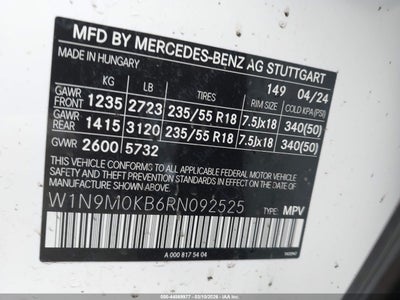 MFD BY MERCEDES-BENZ AG STUTTGART
MADE IN HUNGARY 149 04/24
KG LB TIRES RIM SIZE COLD KPA(PSI)
GAWR FRONT 1235 2723 235/55 R18 7.5Jx18 340(50)
GAWR REAR 1415 3120 235/55 R18 7.5Jx18 340(50)
GVWR 2600 5732
THIS VEHICLE CONFORMS TO ALL APPLICABLE FEDERAL MOTOR VEHICLE
SAFETY AND THEFT PREVENTION STANDARDS IN EFFECT ON THE DATE OF
MANUFACTURE SHOWN ABOVE.
W1N9M0KB6RN092525 TYPE: MPV
A 000 817 54 04